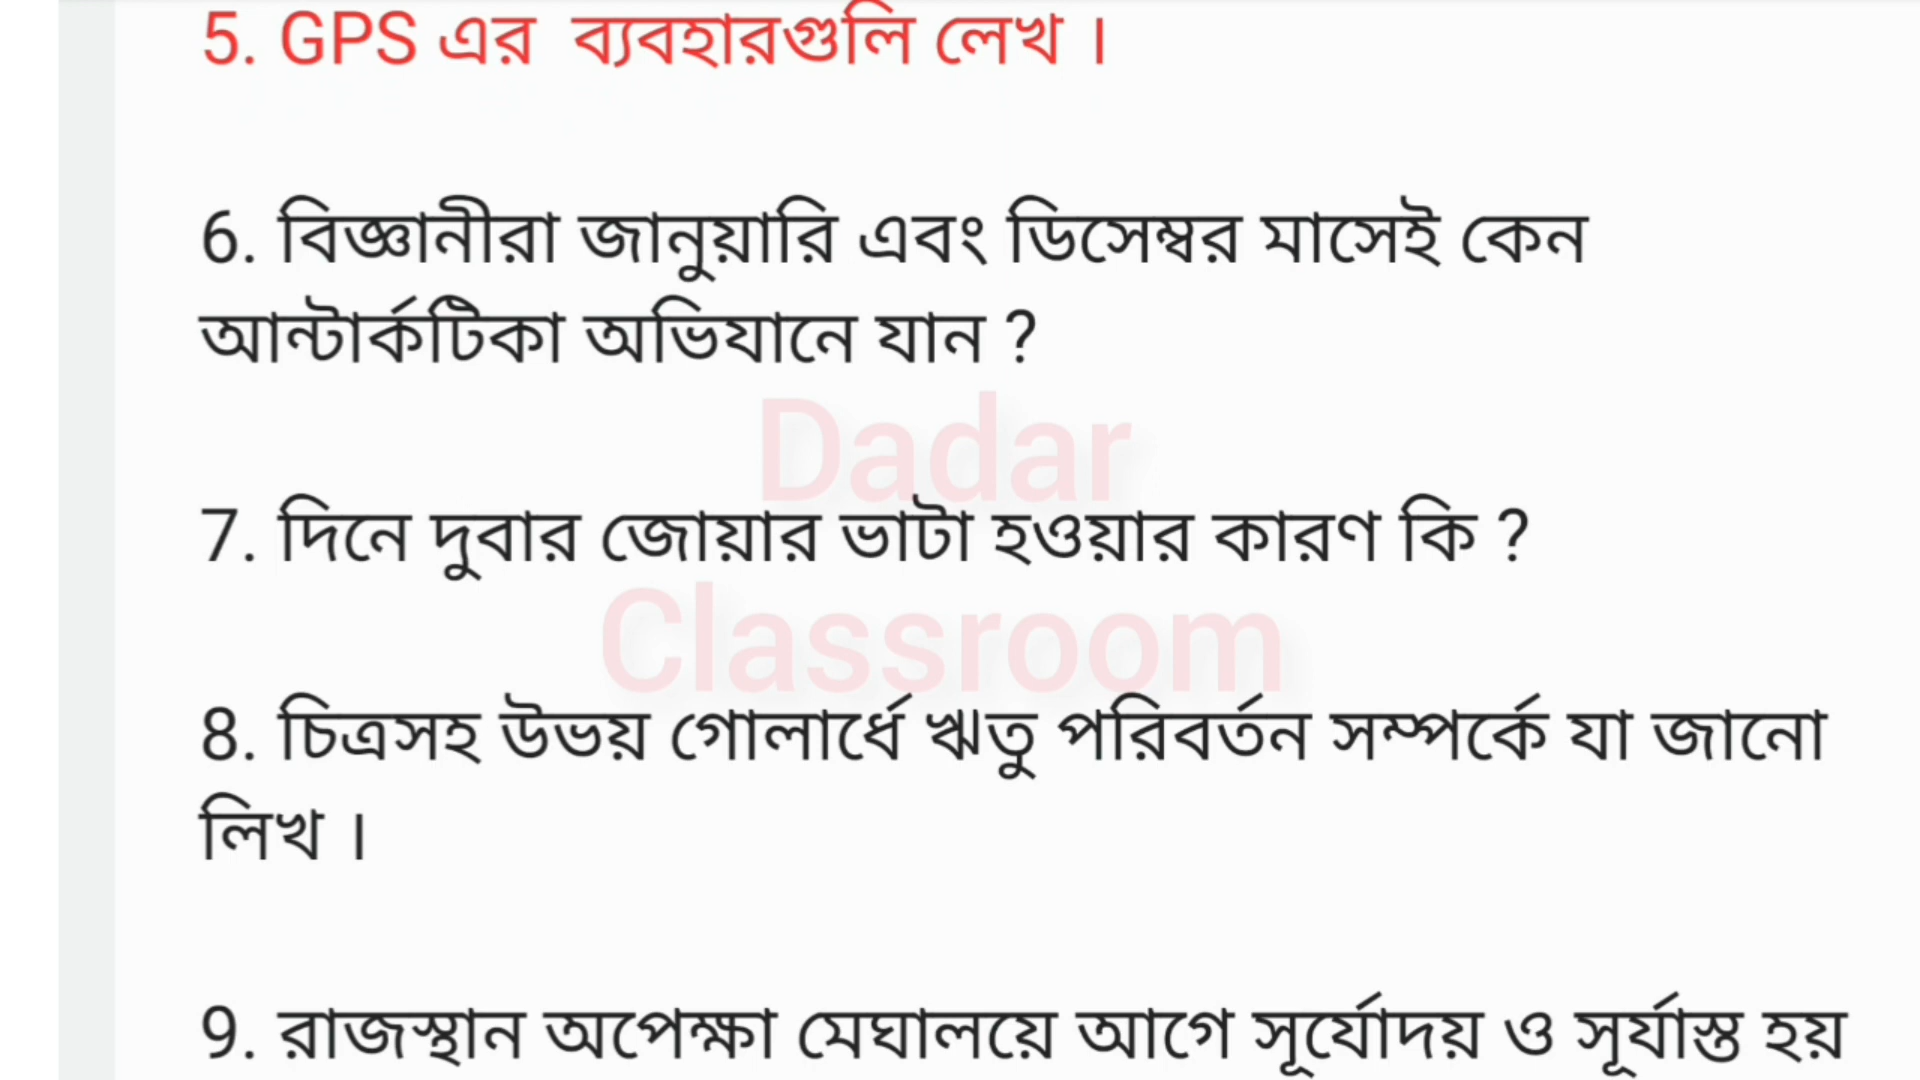 5. GPS এর ব্যবহারগুলি লেখ ।
6. বিজ্ঞানীরা জানুয়ারি এবং ডিসেম্বর মাসেই কেন
আন্টার্কটিকা অভিযানে যান ?
Dadar
7. দিনে দুবার জোয়ার ভাটা হওয়ার কারণ কি ?
Classroom
8. চিত্রসহ উভয় গোলার্ধে ঋতু পরিবর্তন সম্পর্কে যা জানো
লিখ ।
9. রাজস্থান অপেক্ষা মেঘালয়ে আগে সূর্যোদয় ও সূর্যাস্ত হয়